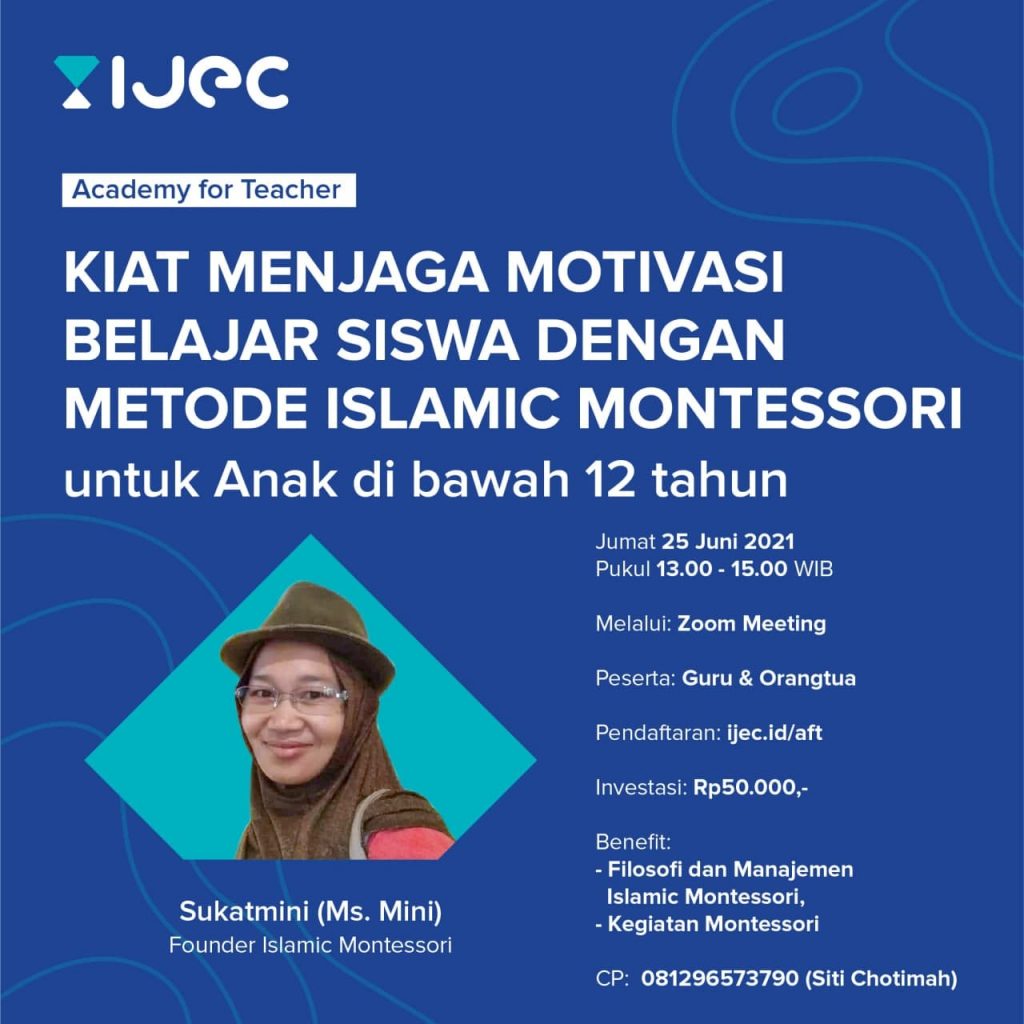 IJEC
Academy for Teacher
KIAT MENJAGA MOTIVASI
BELAJAR SISWA DENGAN
METODE ISLAMIC MONTESSORI
untuk Anak di bawah 12 tahun
Jumat 25 Juni 2021
Pukul 13.00 - 15.00 WIB
Melalui: Zoom Meeting
Peserta: Guru & Orangtua
Pendaftaran: ijec.id/aft
Investasi: Rp50.000,-
Benefit:
- Filosofi dan Manajemen
Islamic Montessori,
- Kegiatan Montessori
CP: 081296573790 (Siti Chotimah)
Sukatmini (Ms. Mini)
Founder Islamic Montessori